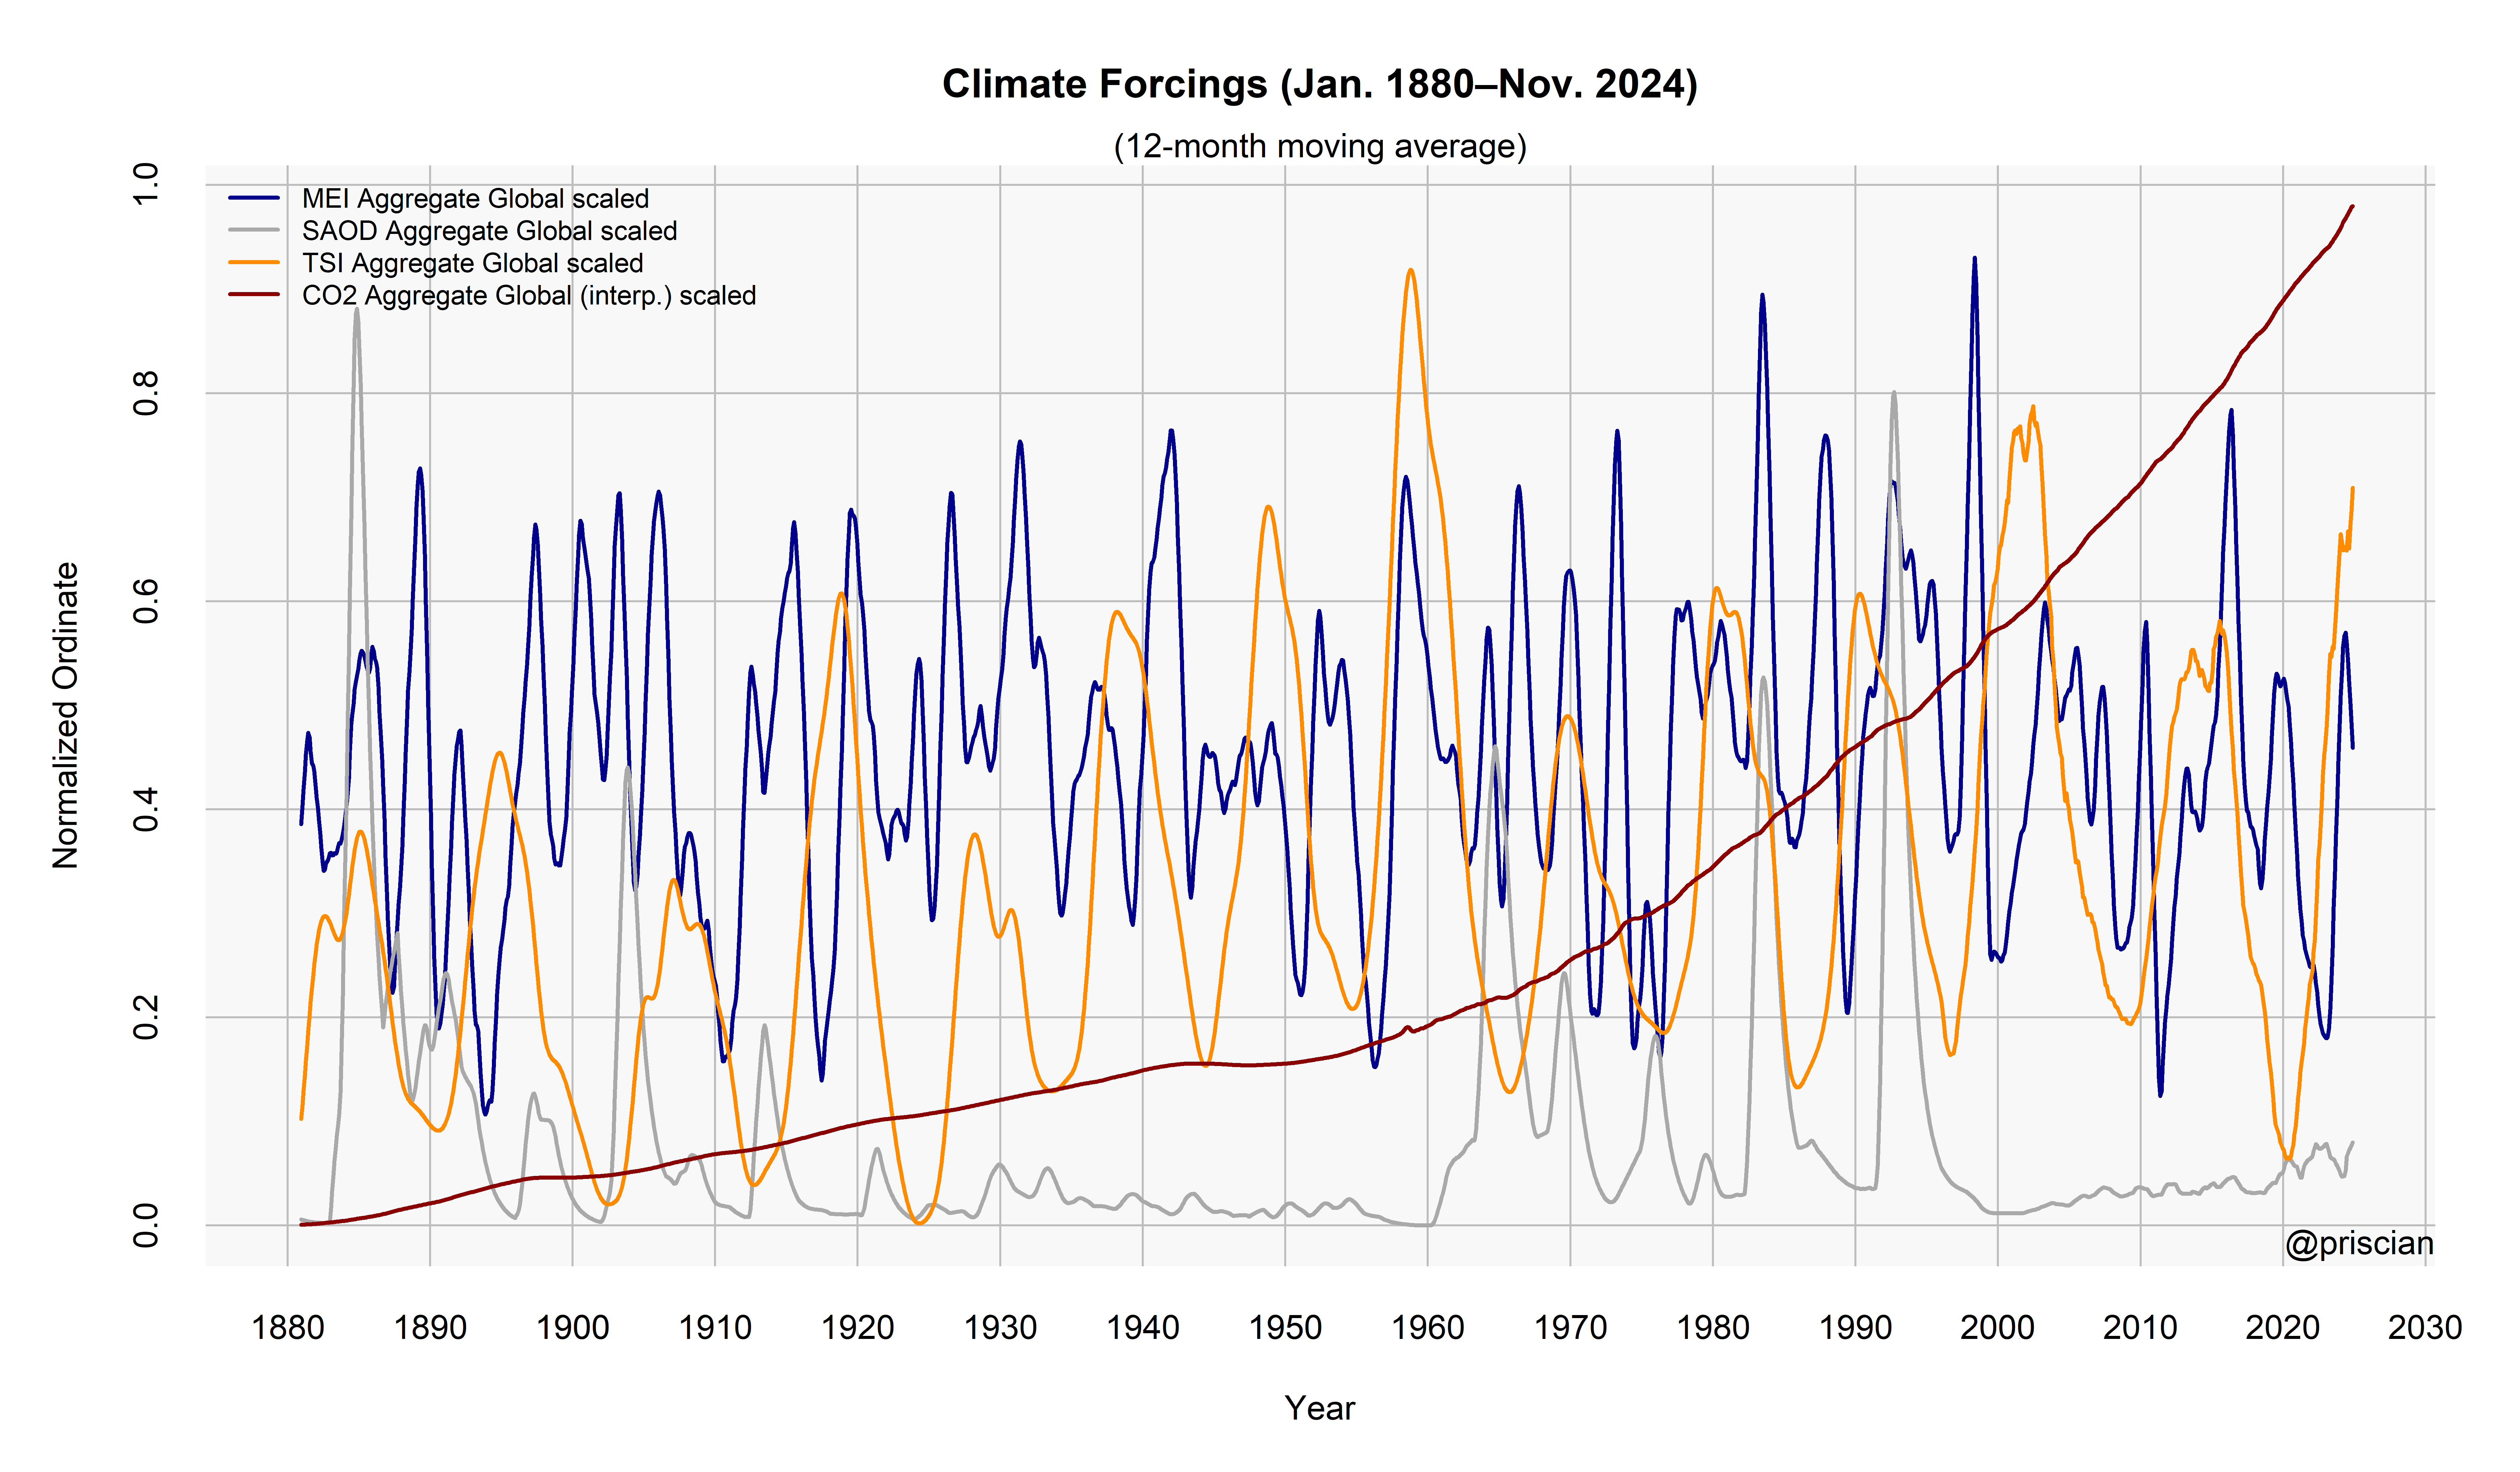 Climate Forcings (Jan. 1880–Nov. 2024)
(12-month moving average)
MEI Aggregate Global scaled
SAOD Aggregate Global scaled
TSI Aggregate Global scaled
CO2 Aggregate Global (interp.) scaled
Normalized Ordinate
1.0
0.8
0.6
0.4
0.2
0.0
@priscian
1880 1890 1900 1910 1920 1930 1940 1950 1960 1970 1980 1990 2000 2010 2020 2030
Year